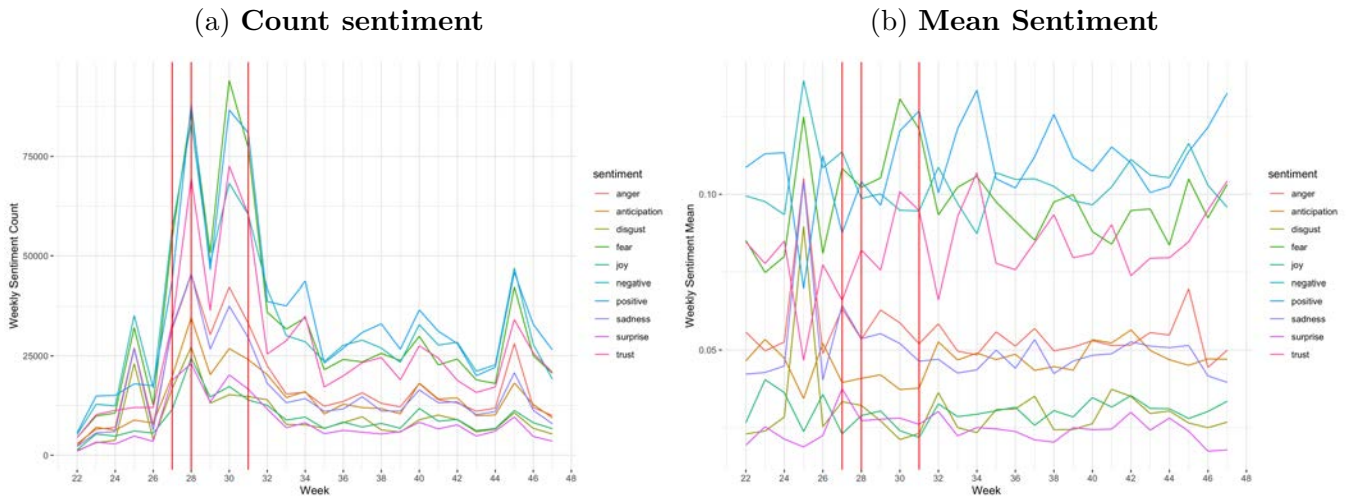 (a) Count sentiment
(b) Mean Sentiment
Weekly Sentiment Count
75000
50000
25000
0
22 24 26 28 30 32 34 36 38 40 42 44 46 48
Week
sentiment
anger
anticipation
disgust
fear
joy
negative
positive
sadness
surprise
trust
Weekly Sentiment Mean
0.10
0.05
22 24 26 28 30 32 34 36 38 40 42 44 46 48
Week
sentiment
anger
anticipation
disgust
fear
joy
negative
positive
sadness
surprise
trust